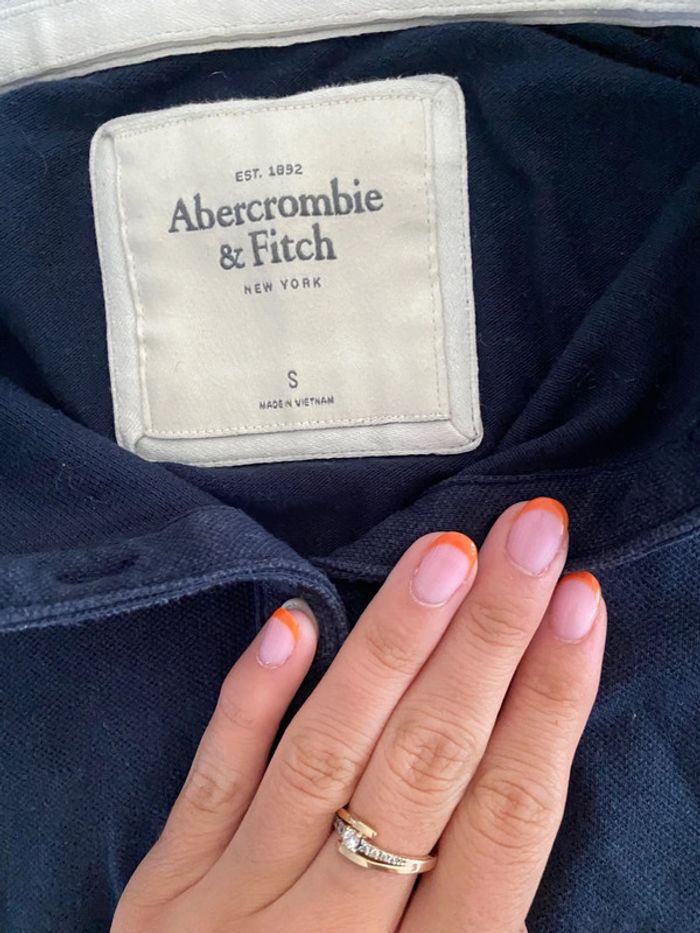 EST. 1892
Abercrombie
& Fitch
NEW YORK
S
MADE IN VIETNAM